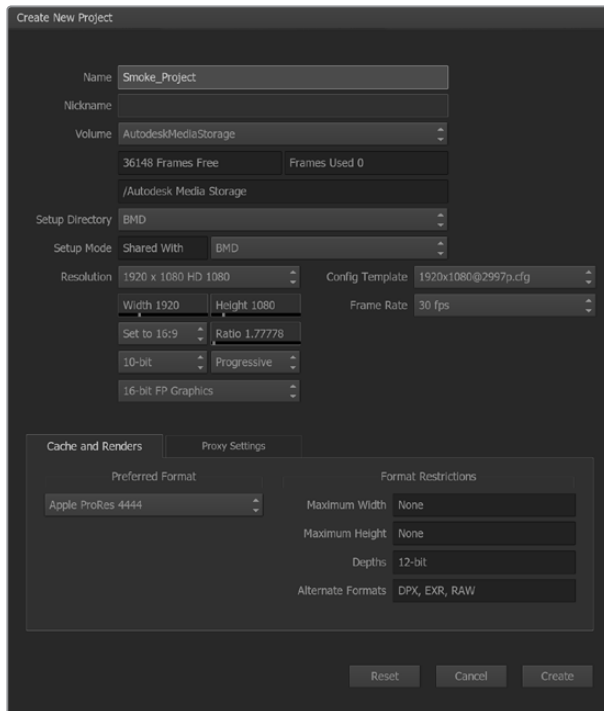 Create New Project
Name Smoke_Project
Nickname
Volume AutodeskMediaStorage
36148 Frames Free Frames Used 0
/Autodesk Media Storage
Setup Directory BMD
Setup Mode Shared With BMD
Resolution 1920 x 1080 HD 1080 Config Template 1920x1080@2997p.cfg
Width 1920 Height 1080 Frame Rate 30 fps
Set to 16:9 Ratio 1.77778
10-bit Progressive
16-bit FP Graphics
Cache and Renders Proxy Settings
Preferred Format Format Restrictions
Apple ProRes 4444 Maximum Width None
Maximum Height None
Depths 12-bit
Alternate Formats DPX, EXR, RAW
Reset Cancel Create